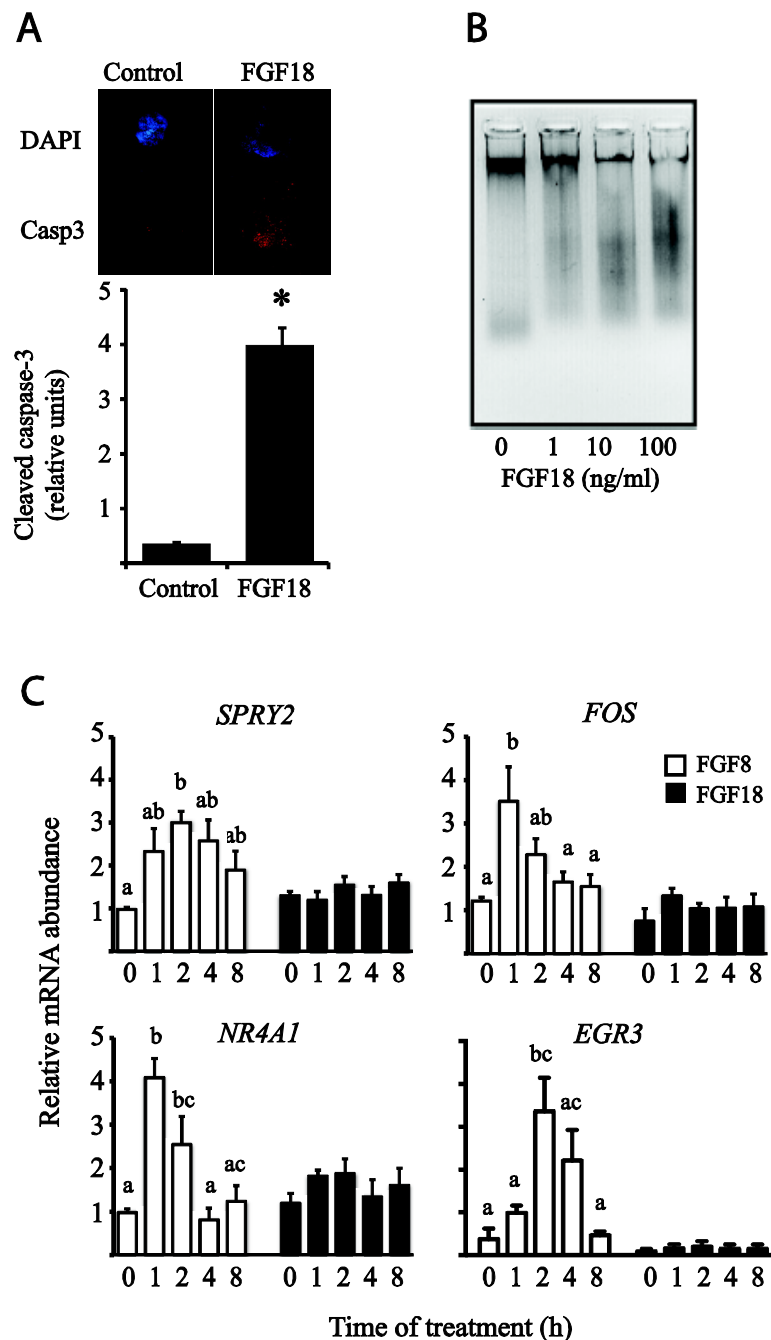 A
Control FGF18
DAPI
Casp3
5
4
3
2
1
*
Cleaved caspase-3
(relative units)
Control FGF18
B
0 1 10 100
FGF18 (ng/ml)
C
Relative mRNA abundance
SPRY2
5
4
3
2
1
a ab b ab ab
0 1 2 4 8 0 1 2 4 8
FOS
5
4
3
2
1
a b ab a a
FGF8
FGF18
0 1 2 4 8 0 1 2 4 8
NR4A1
5
4
3
2
1
a b bc a ac
0 1 2 4 8 0 1 2 4 8
EGR3
a a bc ac a
0 1 2 4 8 0 1 2 4 8
Time of treatment (h)